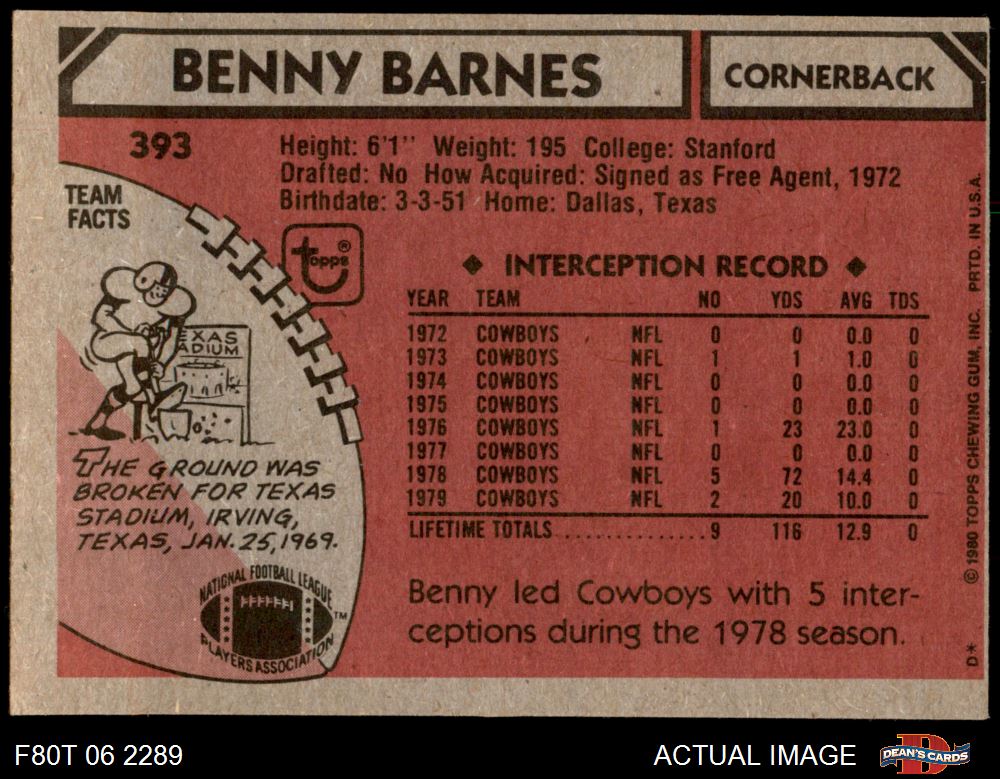 BENNY BARNES
CORNERBACK
393
Height: 6'1" Weight: 195 College: Stanford
Drafted: No How Acquired: Signed as Free Agent, 1972
Birthdate: 3-3-51 Home: Dallas, Texas
TEAM
FACTS
topps®
EXAS
ADIUM
THE GROUND WAS
BROKEN FOR TEXAS
STADIUM, IRVING,
TEXAS, JAN. 25, 1969.
NATIONAL FOOTBALL LEAGUE
PLAYERS ASSOCIATION
TM
◆ INTERCEPTION RECORD ◆
YEAR TEAM NO YDS AVG TDS
1972 COWBOYS NFL 0 0 0.0 0
1973 COWBOYS NFL 1 1 1.0 0
1974 COWBOYS NFL 0 0 0.0 0
1975 COWBOYS NFL 0 0 0.0 0
1976 COWBOYS NFL 1 23 23.0 0
1977 COWBOYS NFL 0 0 0.0 0
1978 COWBOYS NFL 5 72 14.4 0
1979 COWBOYS NFL 2 20 10.0 0
LIFETIME TOTALS .............. 9 116 12.9 0
Benny led Cowboys with 5 inter-
ceptions during the 1978 season.
© 1980 TOPPS CHEWING GUM, INC. PRTD. IN U.S.A.
D*
F80T 06 2289
ACTUAL IMAGE
DEAN'S CARDS